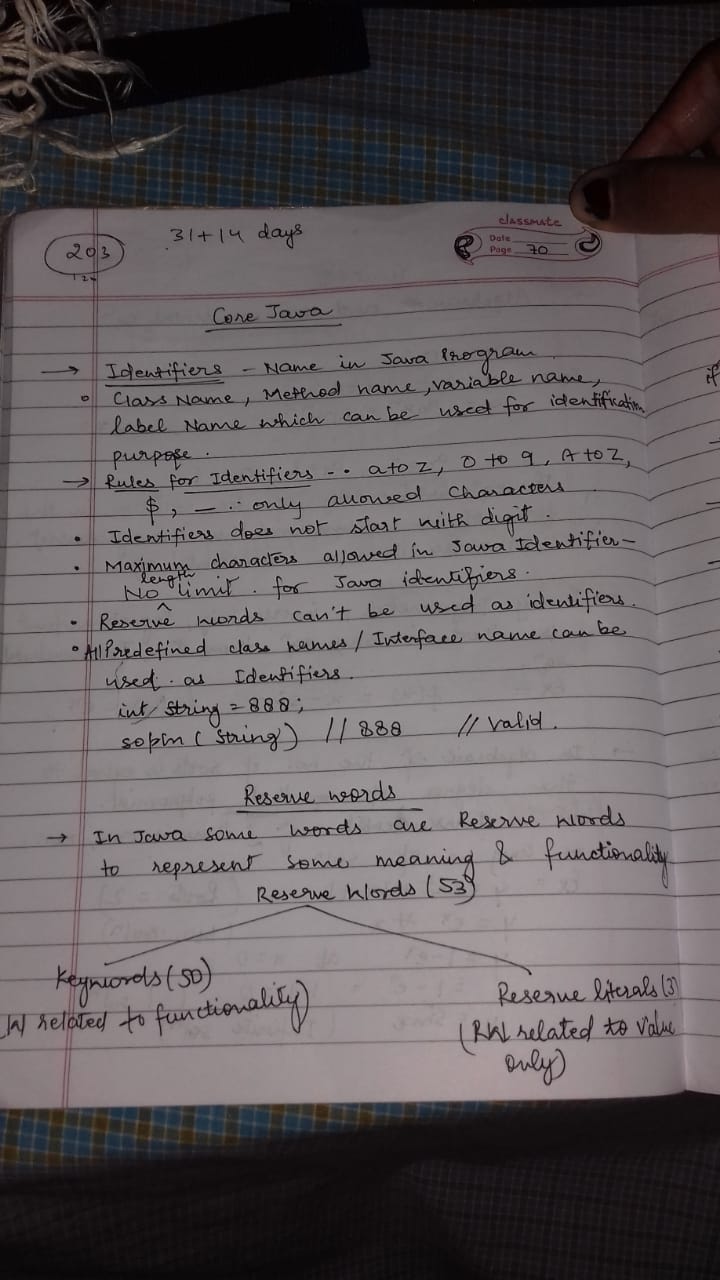 classmate
Date
Page 70
203
12
31+14 days
Core Java
→ Identifiers - Name in Java Program
• Class Name, Method name, variable name,
label Name which can be used for identification
purpose.
→ Rules for Identifiers -. a to z, 0 to 9, A to Z,
$, _ ∴ only allowed characters
• Identifiers does not start with digit.
• Maximum characters allowed in Java Identifier -
No length limit. for Java identifiers.
• Reserve words can't be used as identifiers.
• All Predefined class names / Interface name can be
used as Identifiers.
int String = 888;
sopln (String) // 888 // valid.
Reserve words
→ In Java some words are Reserve Words
to represent some meaning & functionality
Reserve Words (53)
Keywords (50)
W related to functionality)
Reserve literals (3)
(RW related to value
only)
if